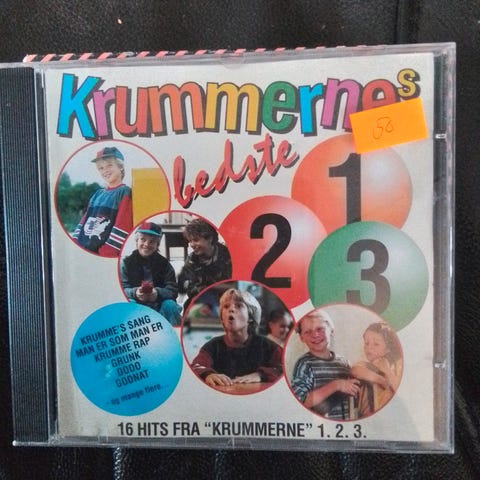 Krummernes
50
bedste
1
2
3
KRUMME'S SANG
MAN ER SOM MAN ER
KRUMME RAP
GRUNK
DODO
GODNAT
- og mange flere..
16 HITS FRA "KRUMMERNE" 1. 2. 3.